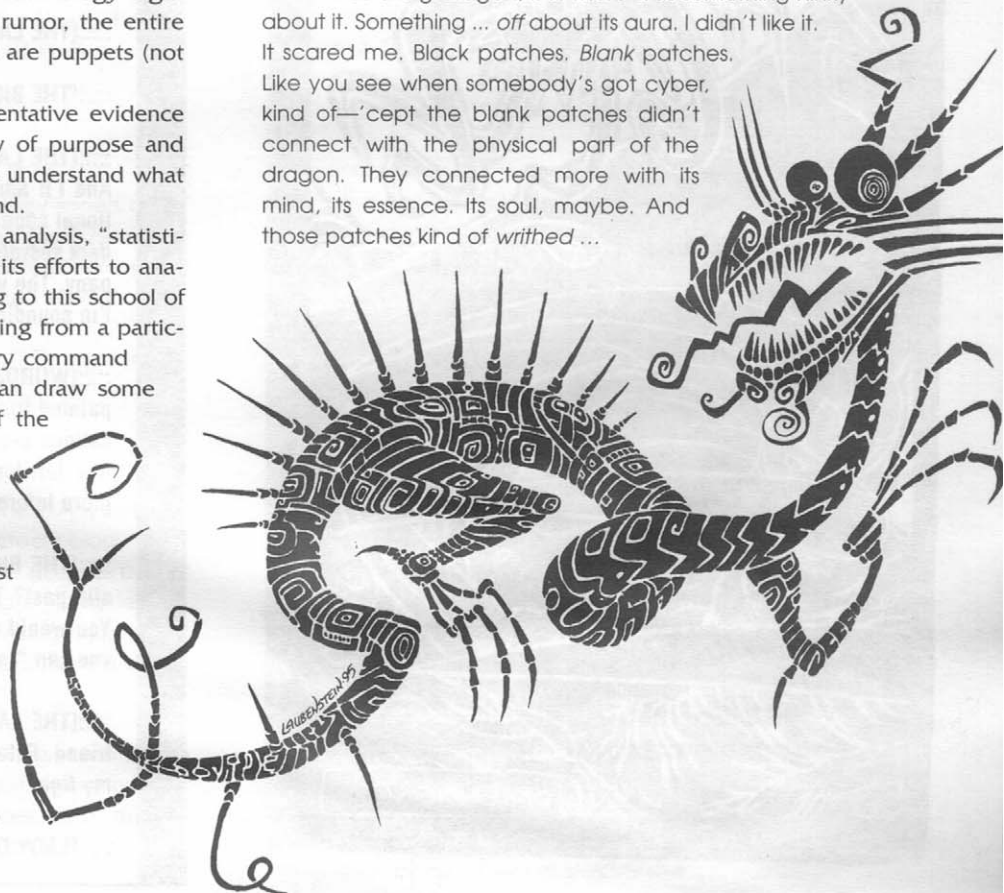 rumor, the entire
are puppets (not
entative evidence
of purpose and
understand what
analysis, "statisti-
its efforts to ana-
to this school of
ing from a partic-
command
an draw some
the
about it. Something ... off about its aura. I didn't like it.
It scared me. Black patches. Blank patches.
Like you see when somebody's got cyber,
kind of—'cept the blank patches didn't
connect with the physical part of the
dragon. They connected more with its
mind, its essence. Its soul, maybe. And
those patches kind of writhed ...
LAUBENSTEIN.95